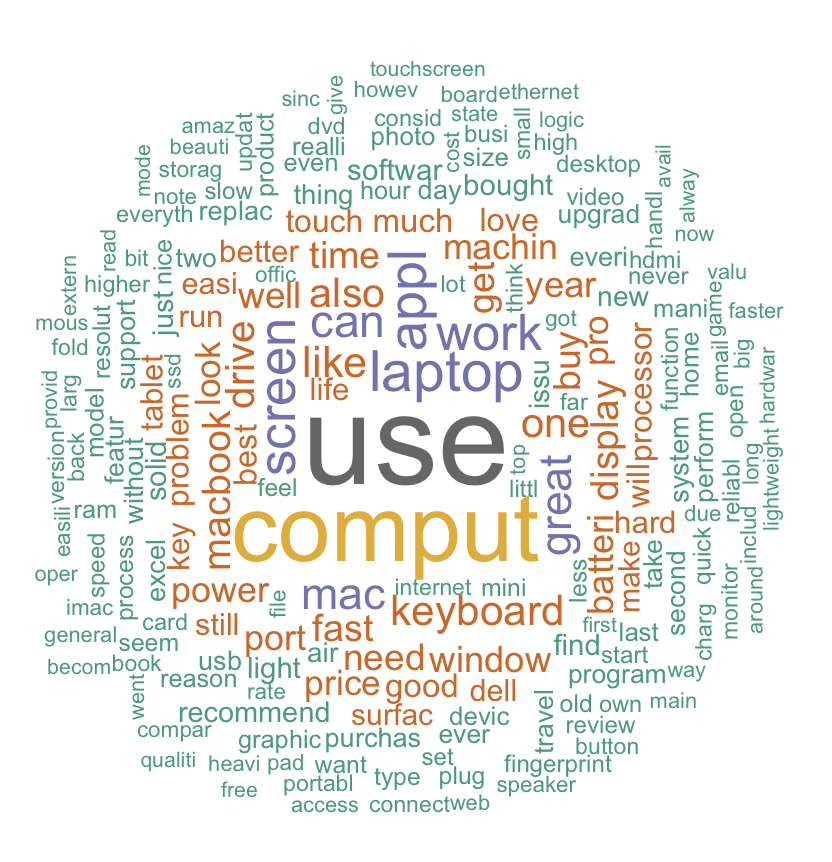 touchscreen
sinc
give
howev
board
ethernet
amaz
updat
product
dvd
consid
state
small
logic
beauti
realli
photo
cost
busi
high
mode
storag
even
softwar
size
desktop
avail
note
slow
thing
hour
day
bought
video
handl
alway
everyth
replac
touch
much
love
upgrad
now
read
bit
two
better
time
appl
machin
everi
hdmi
extern
higher
nice
just
easi
offic
lot
get
think
year
never
valu
mous
resolut
support
run
well
also
can
work
got
new
mani
game
faster
fold
ssd
look
drive
screen
like
laptop
issu
buy
pro
processor
function
home
email
big
provid
larg
model
tablet
life
far
one
display
will
open
hardwar
version
back
featur
without
solid
problem
macbook
best
use
top
great
system
perform
long
lightweight
easili
ram
key
feel
comput
littl
batteri
hard
due
reliabl
includ
oper
speed
process
excel
power
mac
internet
mini
less
make
take
second
quick
monitor
around
imac
card
file
keyboard
first
last
charg
general
seem
still
port
fast
find
start
becom
book
usb
light
air
need
window
program
way
went
reason
rate
price
good
dell
travel
old
own
main
recommend
surfac
devic
review
compar
graphic
purchas
ever
button
qualiti
heavi
pad
want
set
fingerprint
free
portabl
type
plug
speaker
access
connect
web